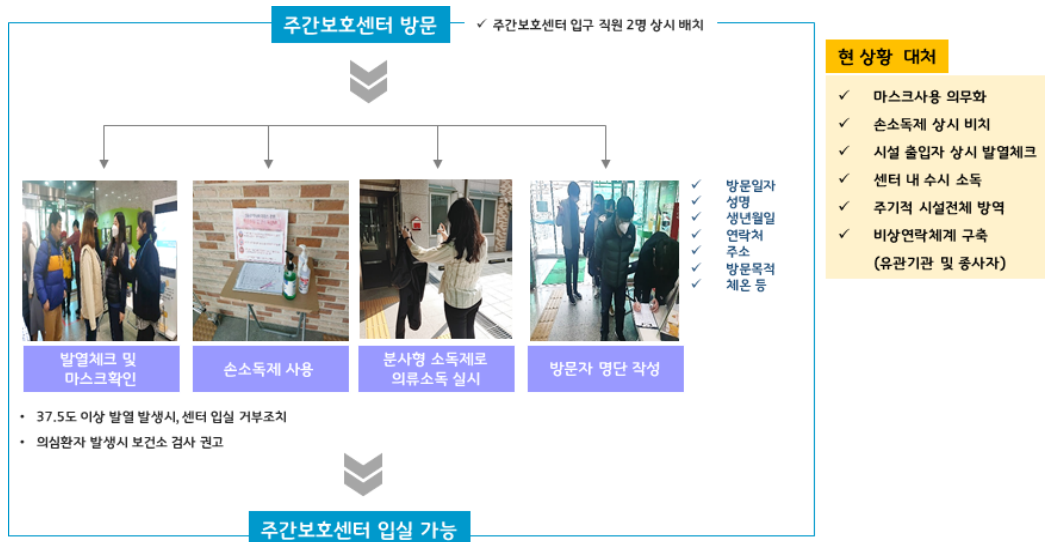 주간보호센터 방문
✓ 주간보호센터 입구 직원 2명 상시 배치
발열체크 및
마스크확인
손소독제 사용
분사형 소독제로
의류소독 실시
방문자 명단 작성
✓ 방문일자
✓ 성명
✓ 생년월일
✓ 연락처
✓ 주소
✓ 방문목적
✓ 체온 등
• 37.5도 이상 발열 발생시, 센터 입실 거부조치
• 의심환자 발생시 보건소 검사 권고
주간보호센터 입실 가능
현 상황 대처
✓ 마스크사용 의무화
✓ 손소독제 상시 비치
✓ 시설 출입자 상시 발열체크
✓ 센터 내 수시 소독
✓ 주기적 시설전체 방역
✓ 비상연락체계 구축
(유관기관 및 종사자)